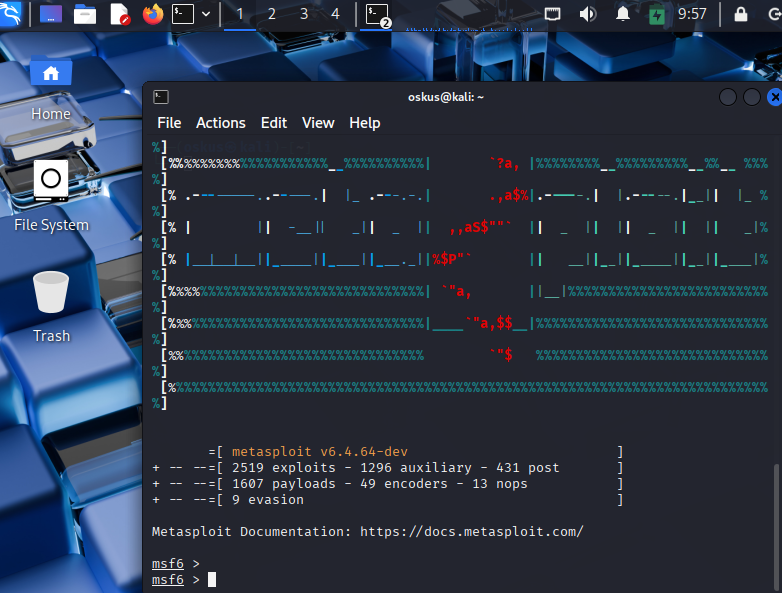 1 2 3 4
2
9:57
oskus@kali: ~
File Actions Edit View Help
Home
File System
Trash
=[ metasploit v6.4.64-dev ]
+ -- --=[ 2519 exploits - 1296 auxiliary - 431 post ]
+ -- --=[ 1607 payloads - 49 encoders - 13 nops ]
+ -- --=[ 9 evasion ]
Metasploit Documentation: https://docs.metasploit.com/
msf6 >
msf6 >